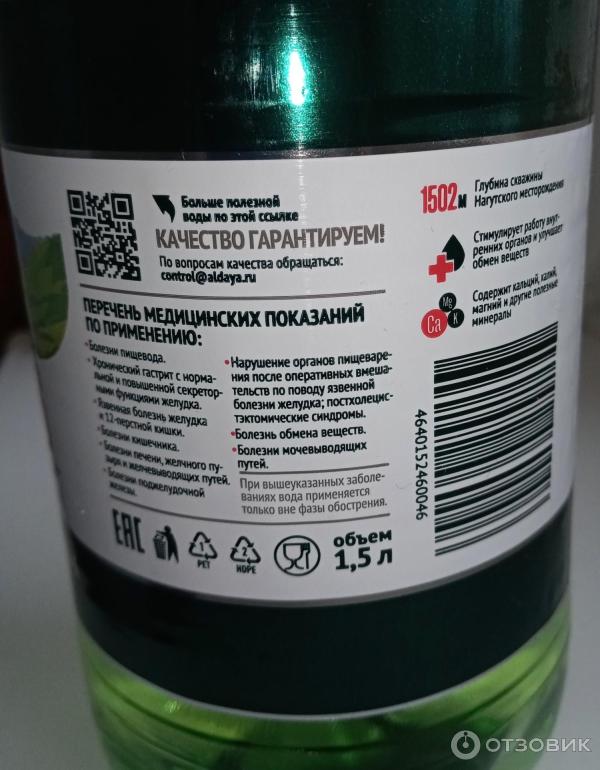 Больше полезной
воды по этой ссылке
КАЧЕСТВО ГАРАНТИРУЕМ!
По вопросам качества обращаться:
control@aldaya.ru
ПЕРЕЧЕНЬ МЕДИЦИНСКИХ ПОКАЗАНИЙ
ПО ПРИМЕНЕНИЮ:
•Болезни пищевода.
•Хронический гастрит с норма-
льной и повышенной секретор-
ными функциями желудка.
•Язвенная болезнь желудка
и 12-перстной кишки.
•Болезни кишечника.
•Болезни печени, желчного пу-
зыря и желчевыводящих путей.
•Болезни поджелудочной
железы.
•Нарушение органов пищеваре-
ния после оперативных вмеша-
тельств по поводу язвенной
болезни желудка; постхолецис-
тэктомические синдромы.
•Болезнь обмена веществ.
•Болезни мочевыводящих
путей.
При вышеуказанных заболе-
ваниях вода применяется
только вне фазы обострения.
EAC
1
PET
2
HDPE
объем
1,5 л
1502м
Глубина скважины
Нагутского месторождения
Стимулирует работу внут-
ренних органов и улучшает
обмен веществ
Mg
Ca
K
Содержит кальций, калий,
магний и другие полезные
минералы
4640152460046
ОТЗОВИК